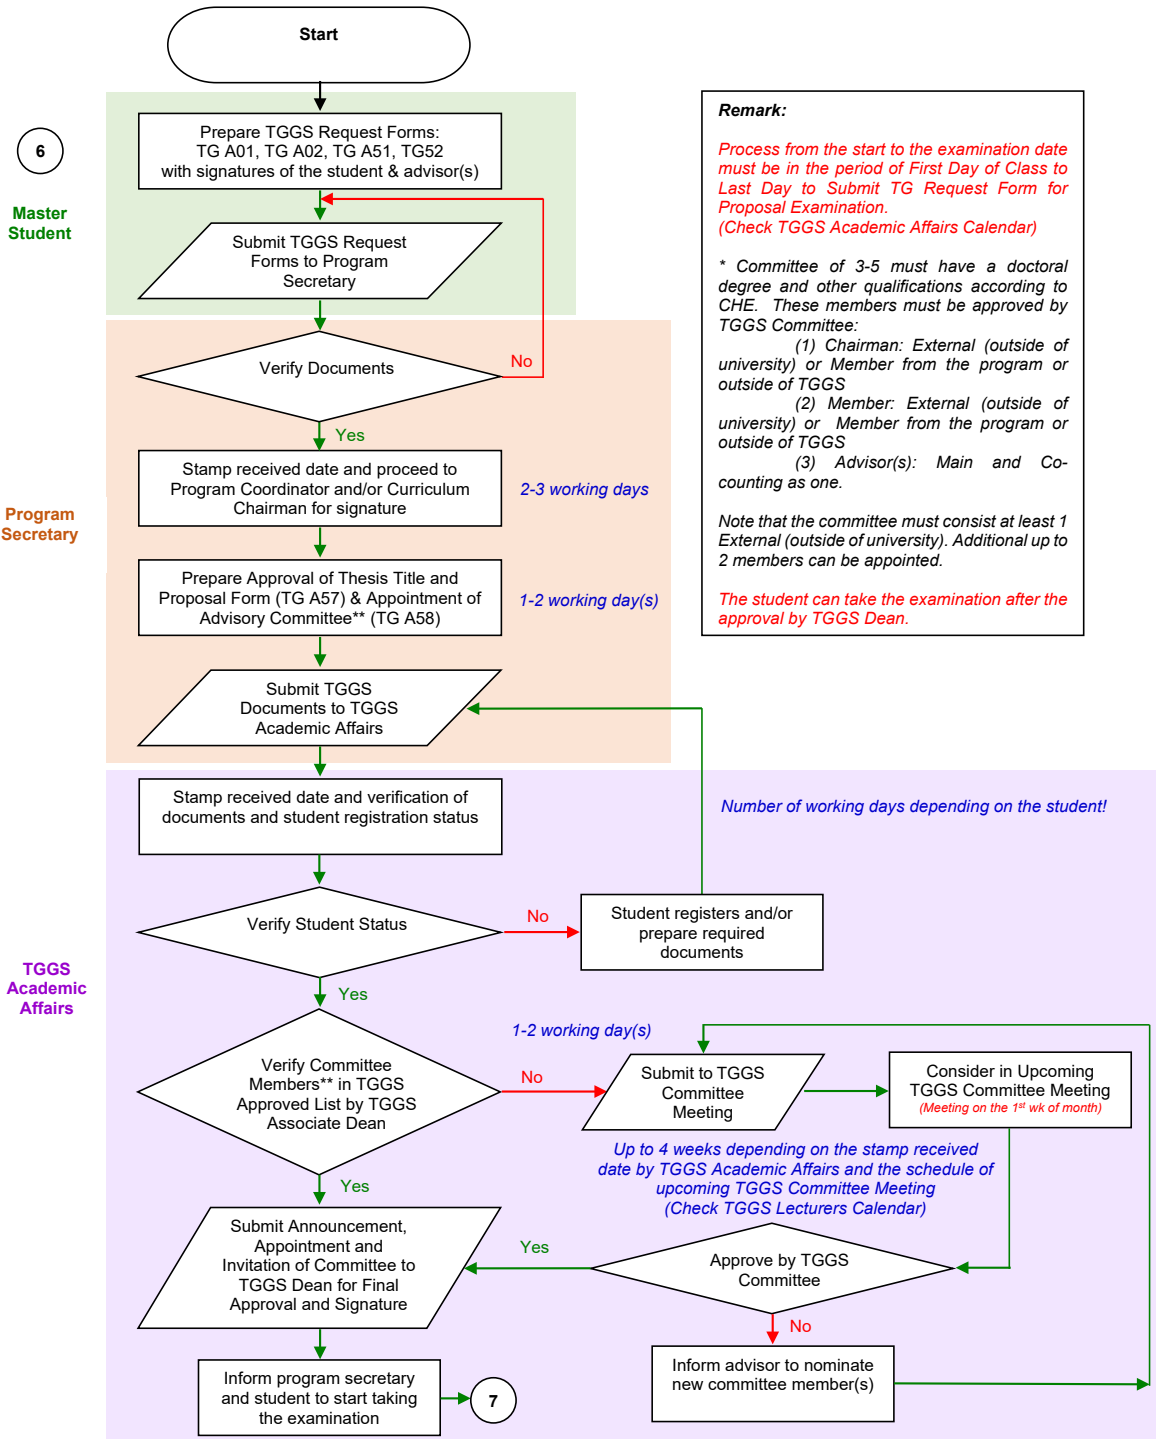 Start
6
Master
Student
Prepare TGGS Request Forms:
TG A01, TG A02, TG A51, TG52
with signatures of the student & advisor(s)
Submit TGGS Request
Forms to Program
Secretary
Remark:
Process from the start to the examination date
must be in the period of First Day of Class to
Last Day to Submit TG Request Form for
Proposal Examination.
(Check TGGS Academic Affairs Calendar)
* Committee of 3-5 must have a doctoral
degree and other qualifications according to
CHE. These members must be approved by
TGGS Committee:
(1) Chairman: External (outside of
university) or Member from the program or
outside of TGGS
(2) Member: External (outside of
university) or Member from the program or
outside of TGGS
(3) Advisor(s): Main and Co-
counting as one.
Note that the committee must consist at least 1
External (outside of university). Additional up to
2 members can be appointed.
The student can take the examination after the
approval by TGGS Dean.
Program
Secretary
Verify Documents
No
Yes
Stamp received date and proceed to
Program Coordinator and/or Curriculum
Chairman for signature
2-3 working days
Prepare Approval of Thesis Title and
Proposal Form (TG A57) & Appointment of
Advisory Committee** (TG A58)
1-2 working day(s)
Submit TGGS
Documents to TGGS
Academic Affairs
TGGS
Academic
Affairs
Stamp received date and verification of
documents and student registration status
Number of working days depending on the student!
Verify Student Status
No
Student registers and/or
prepare required
documents
Yes
1-2 working day(s)
Verify Committee
Members** in TGGS
Approved List by TGGS
Associate Dean
No
Submit to TGGS
Committee
Meeting
Consider in Upcoming
TGGS Committee Meeting
(Meeting on the 1st wk of month)
Up to 4 weeks depending on the stamp received
date by TGGS Academic Affairs and the schedule of
upcoming TGGS Committee Meeting
(Check TGGS Lecturers Calendar)
Yes
Submit Announcement,
Appointment and
Invitation of Committee to
TGGS Dean for Final
Approval and Signature
Yes
Approve by TGGS
Committee
No
Inform advisor to nominate
new committee member(s)
Inform program secretary
and student to start taking
the examination
7